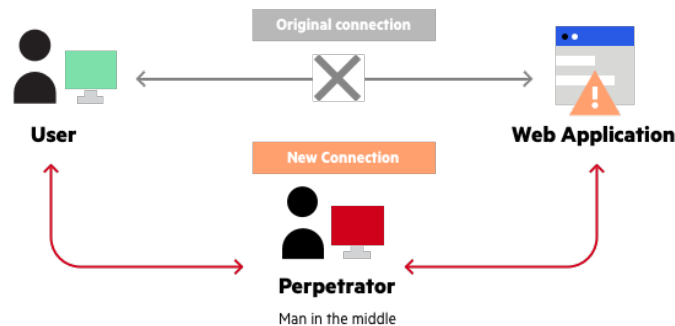 Original connection
User
Web Application
New Connection
Perpetrator
Man in the middle